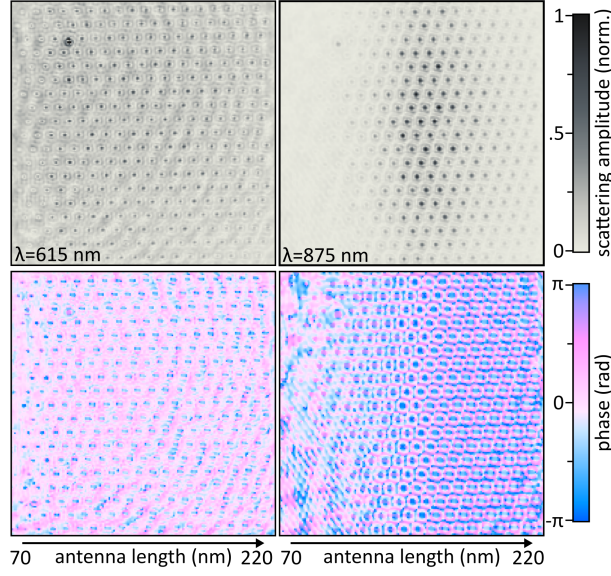 λ=615 nm
λ=875 nm
1
.5
0
scattering amplitude (norm.)
π
0
-π
phase (rad)
70 antenna length (nm) 220
70 antenna length (nm) 220